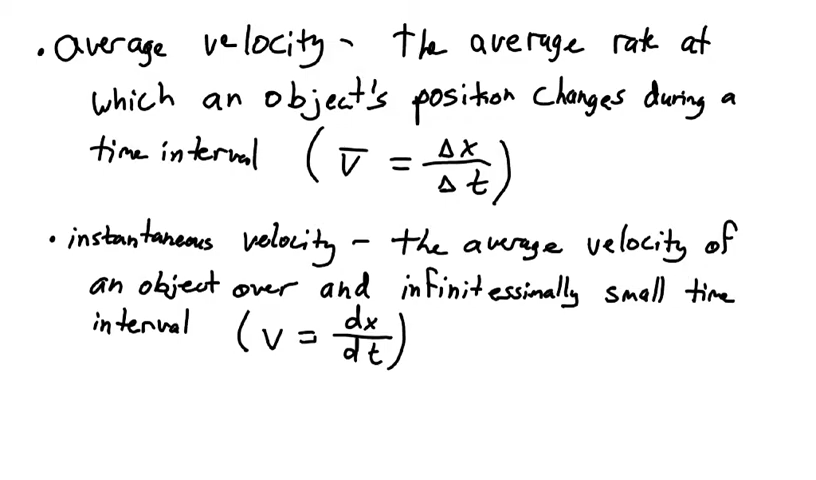 • average velocity - the average rate at
which an object's position changes during a
time interval ( v̅ = Δx/Δt )
• instantaneous velocity - the average velocity of
an object over and infinitessimally small time
interval ( v = dx/dt )